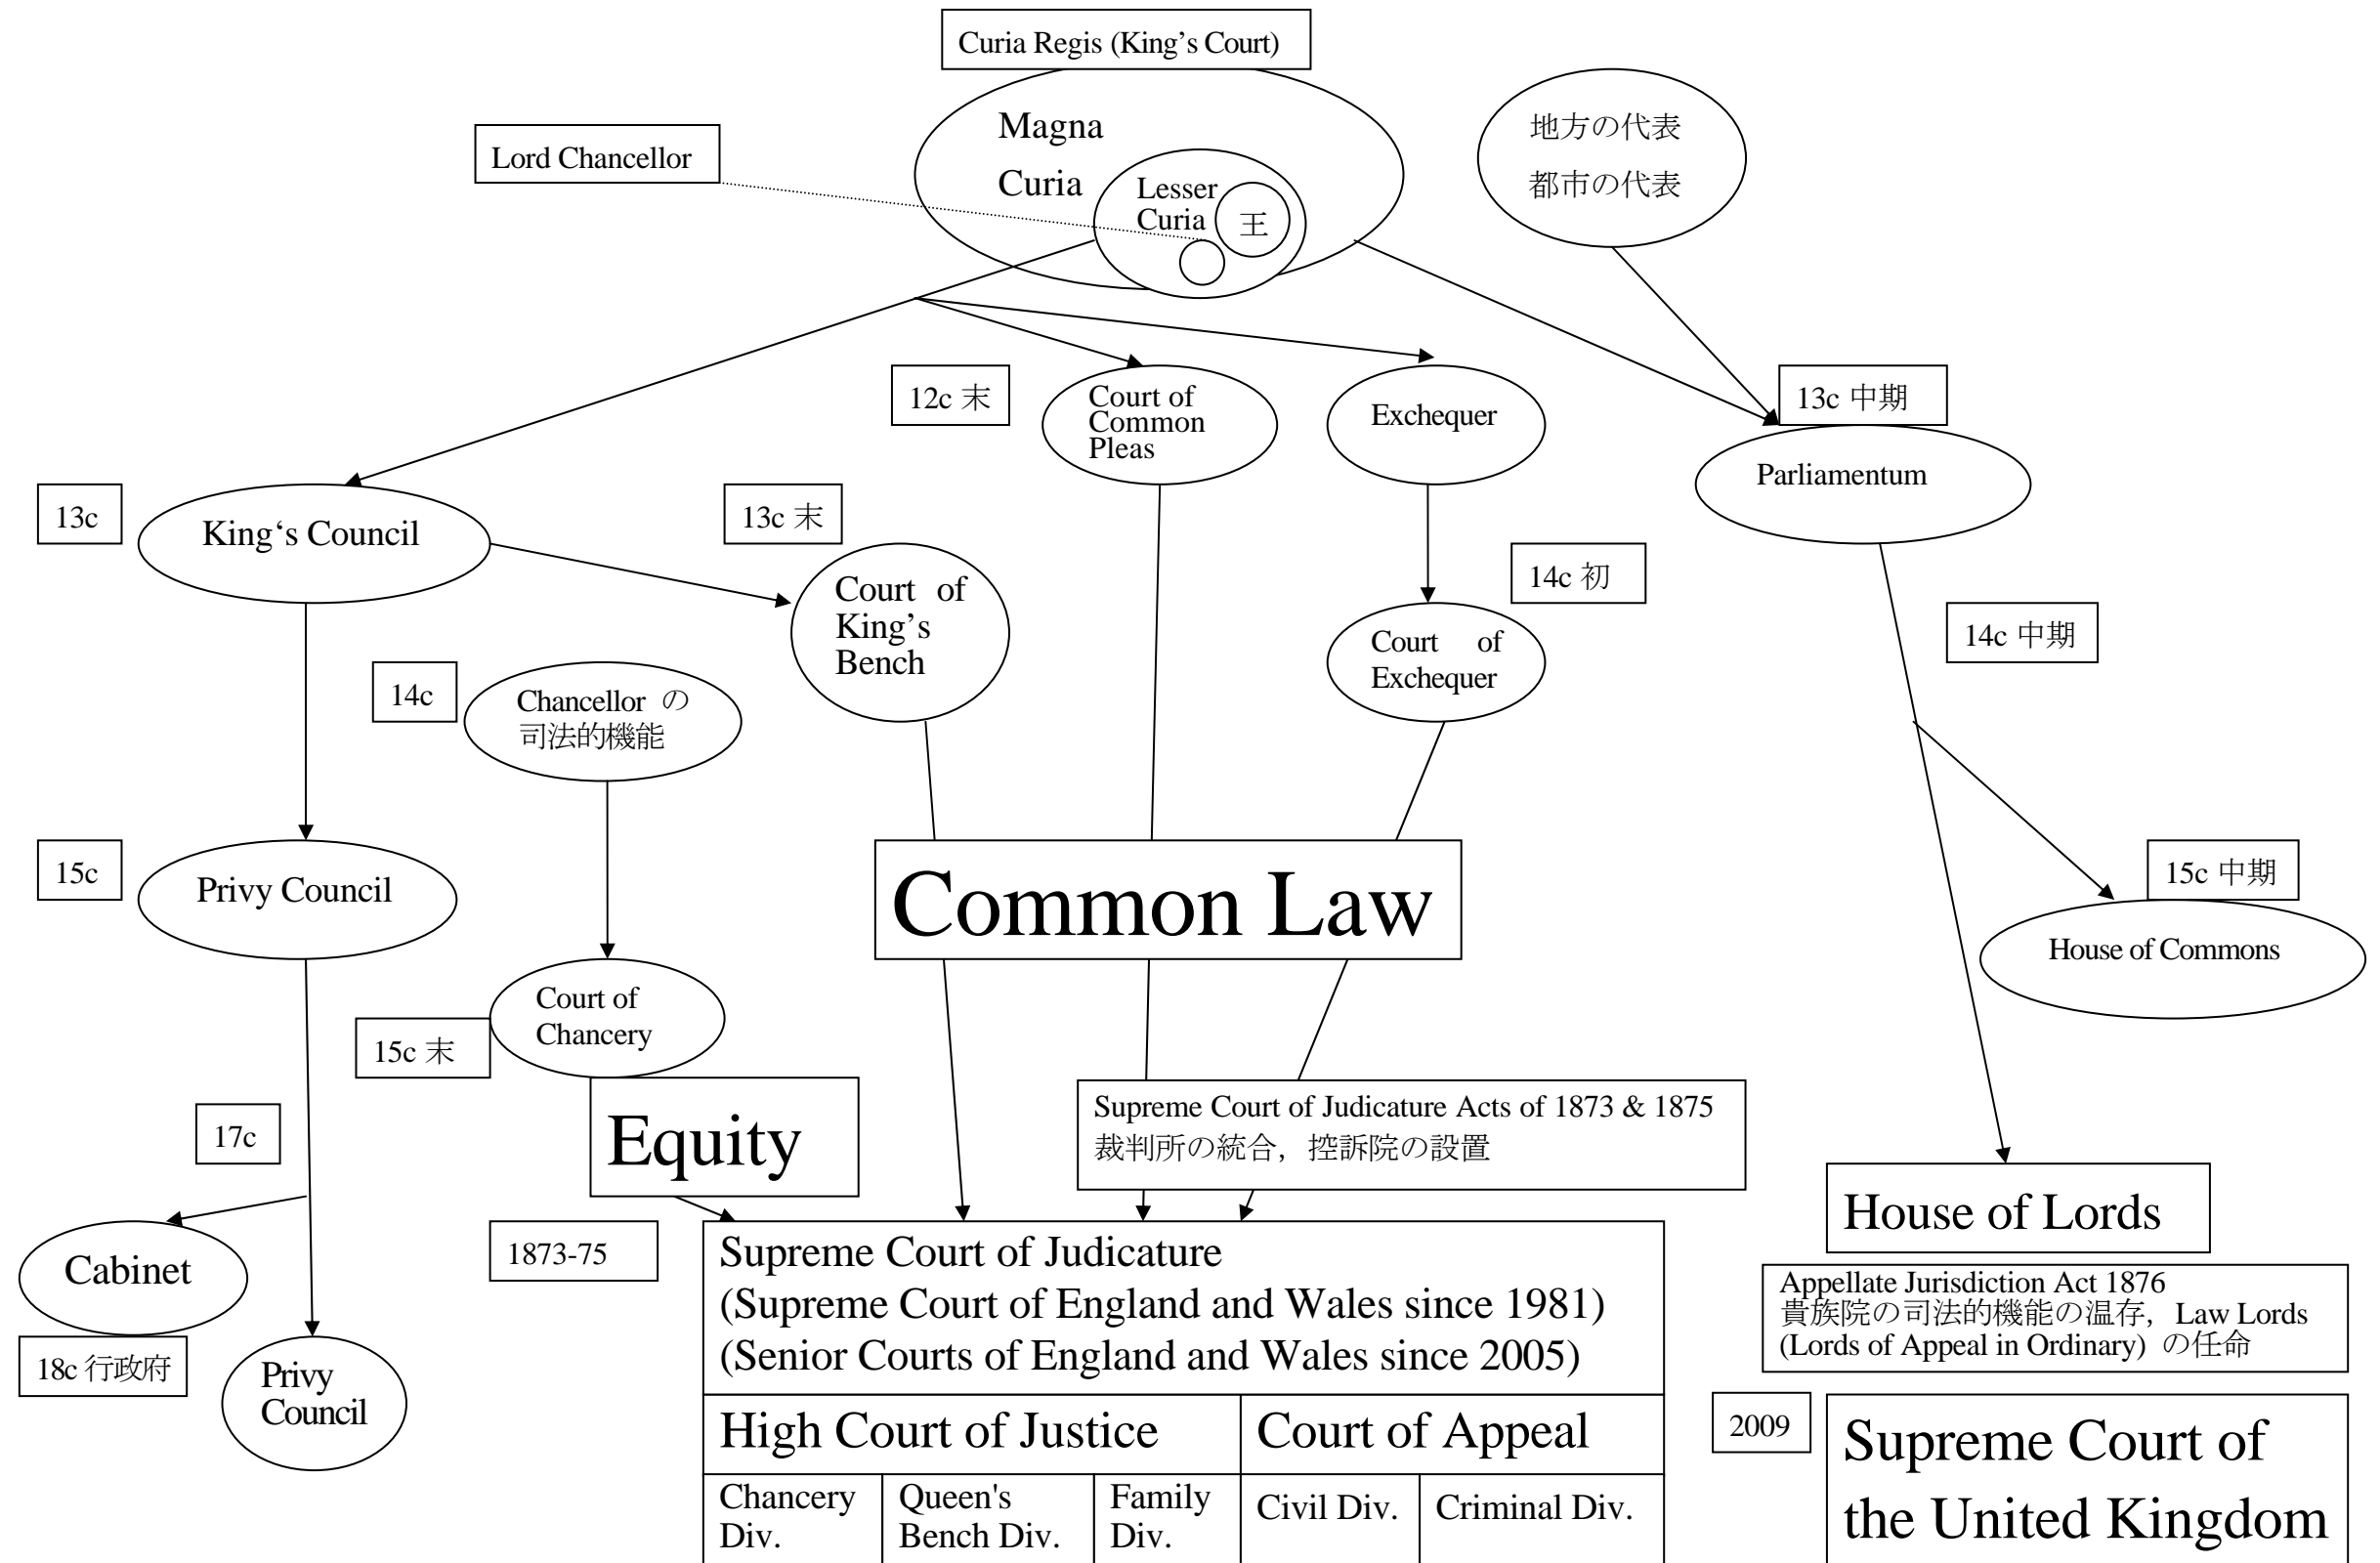 Curia Regis (King’s Court)
Magna
Curia
Lesser
Curia
王
Lord Chancellor
地方の代表
都市の代表
12c 末
Court of
Common
Pleas
Exchequer
13c 中期
Parliamentum
13c
King‘s Council
13c 末
Court of
King’s
Bench
14c 初
Court of
Exchequer
14c 中期
14c
Chancellor の
司法的機能
15c
Privy Council
Common Law
15c 中期
House of Commons
Court of
Chancery
15c 末
Equity
17c
Supreme Court of Judicature Acts of 1873 & 1875
裁判所の統合，控訴院の設置
House of Lords
Cabinet
18c 行政府
Privy
Council
1873-75
Supreme Court of Judicature
(Supreme Court of England and Wales since 1981)
(Senior Courts of England and Wales since 2005)
High Court of Justice
Court of Appeal
Chancery
Div.
Queen's
Bench Div.
Family
Div.
Civil Div.
Criminal Div.
Appellate Jurisdiction Act 1876
貴族院の司法的機能の温存，Law Lords
(Lords of Appeal in Ordinary) の任命
2009
Supreme Court of
the United Kingdom